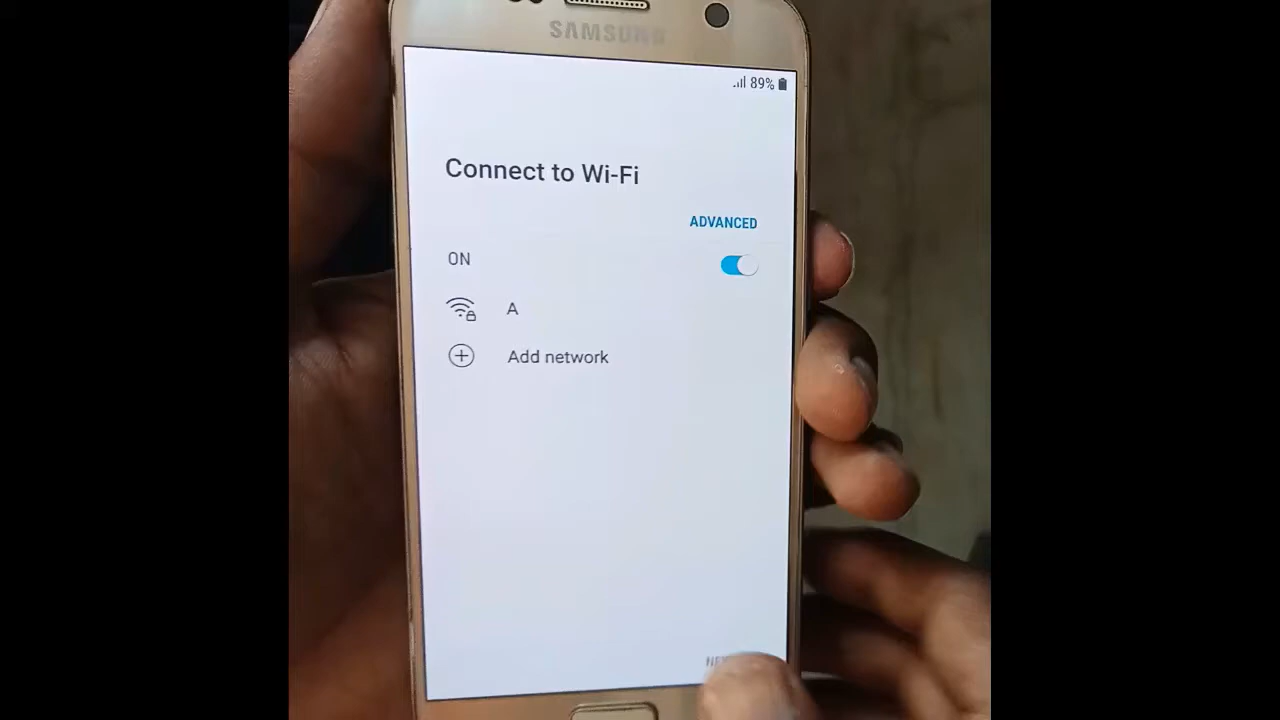 SAMSUNG
89%
Connect to Wi-Fi
ADVANCED
ON
A
Add network